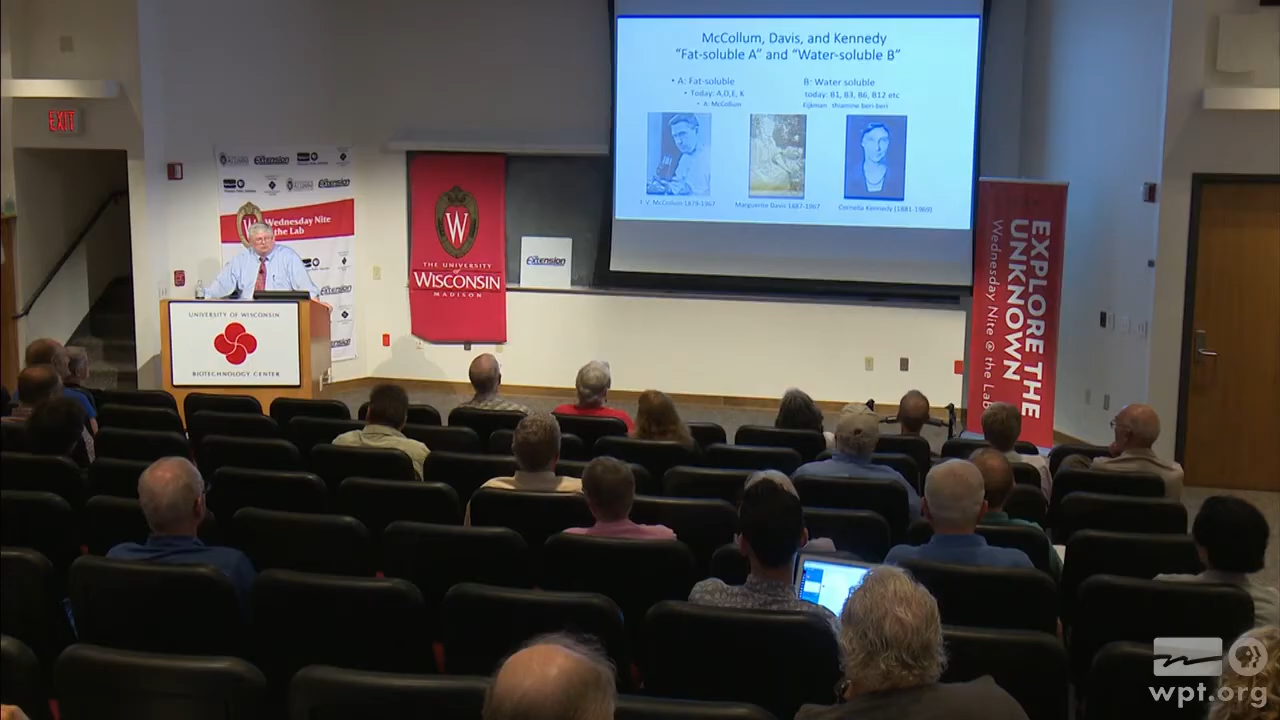 McCollum, Davis, and Kennedy
"Fat-soluble A" and "Water-soluble B"
• A: Fat-soluble
• Today: A,D,E, K
• A: McCollum
B: Water soluble
today: B1, B3, B6, B12 etc
Eijkman thiamine beri-beri
E. V. McCollum 1879-1967
Marguerite Davis 1887-1967
Cornelia Kennedy (1881-1969)
EXIT
Extension
Extension
Wednesday Nite
the Lab
Extension
W
THE UNIVERSITY
of
WISCONSIN
MADISON
Extension
EXPLORE THE
UNKNOWN
Wednesday Nite @ the Lab
UNIVERSITY OF WISCONSIN
BIOTECHNOLOGY CENTER
PBS
wpt.org